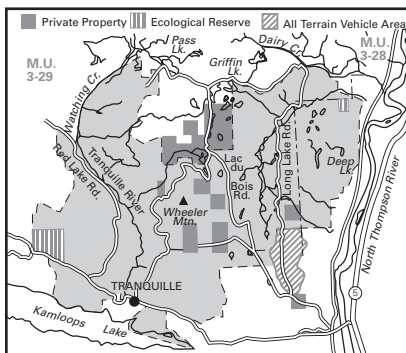 Private Property
Ecological Reserve
All Terrain Vehicle Area
M.U.
3-29
Pass
Lk.
Griffin
Lk.
Dairy Cr.
M.U.
3-28
Watching Cr.
Red Lake Rd.
Tranquille
River
Lac
du
Bois
Rd.
Long Lake Rd.
Deep
Lk.
Wheeler
Mtn.
North Thompson River
TRANQUILLE
Kamloops Lake
5